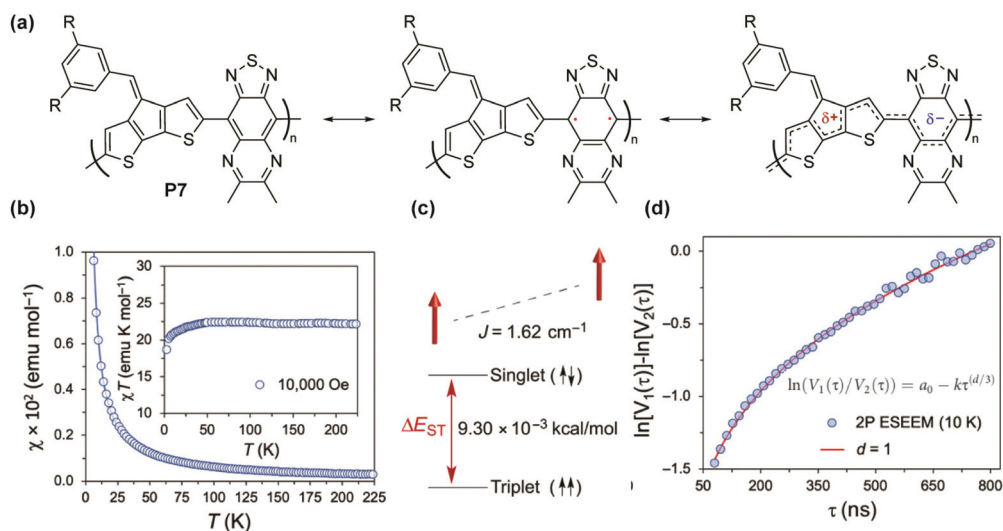 (a)
R
R
S
N
N
S
S
N
N
n
P7
R
R
S
N
N
S
S
N
N
n
R
R
S
N
N
δ+
δ−
S
S
N
N
n
(b)
χ × 10² (emu mol⁻¹)
1.0
0.8
0.6
0.4
0.2
0.0
0 25 50 75 100 125 150 175 200 225
T (K)
χT (emu K mol⁻¹)
30
25
22
20
17
15
12
10
0 50 100 150 200
T (K)
10,000 Oe
(c)
J = 1.62 cm⁻¹
Singlet (↑↓)
ΔE_ST
9.30 × 10⁻³ kcal/mol
Triplet (↑↑)
(d)
ln[V₁(τ)]-ln[V₂(τ)]
0.0
−0.5
−1.0
−1.5
ln(V₁(τ)/V₂(τ)) = a₀ − kτ^(d/3)
2P ESEEM (10 K)
d = 1
50 200 350 500 650 800
τ (ns)